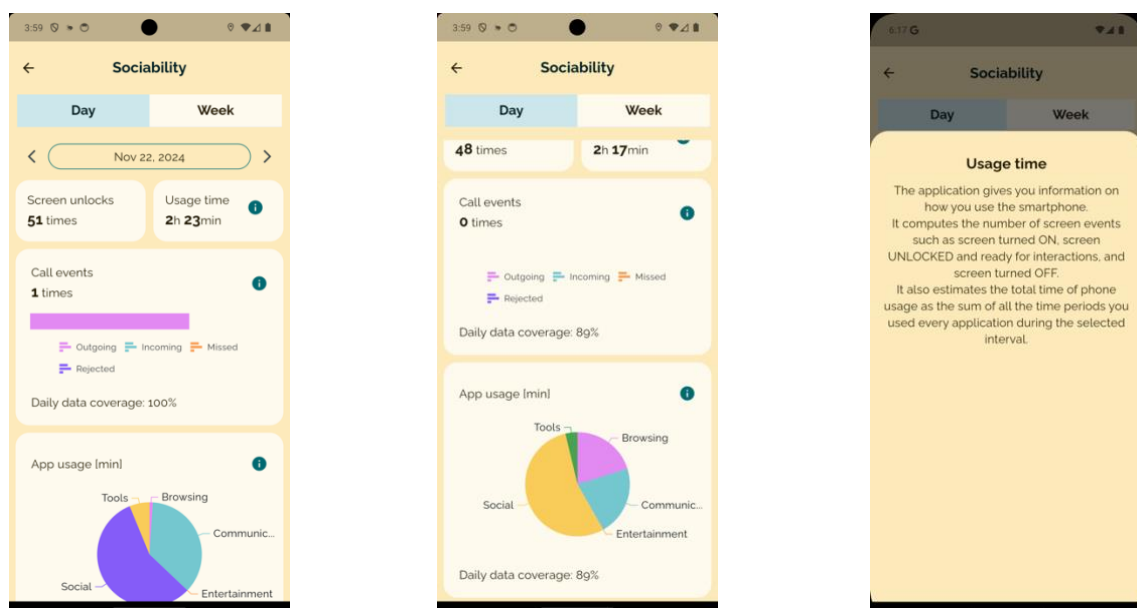 3:59
Sociability
Day Week
Nov 22, 2024
Screen unlocks
51 times
Usage time
2h 23min
Call events
1 times
Outgoing Incoming Missed
Rejected
Daily data coverage: 100%
App usage [min]
Tools
Browsing
Communic...
Social
Entertainment
3:59
Sociability
Day Week
48 times
2h 17min
Call events
0 times
Outgoing Incoming Missed
Rejected
Daily data coverage: 89%
App usage [min]
Tools
Browsing
Social
Communic...
Entertainment
Daily data coverage: 89%
6:17 G
Sociability
Day Week
Usage time
The application gives you information on
how you use the smartphone.
It computes the number of screen events
such as screen turned ON, screen
UNLOCKED and ready for interactions, and
screen turned OFF.
It also estimates the total time of phone
usage as the sum of all the time periods you
used every application during the selected
interval.